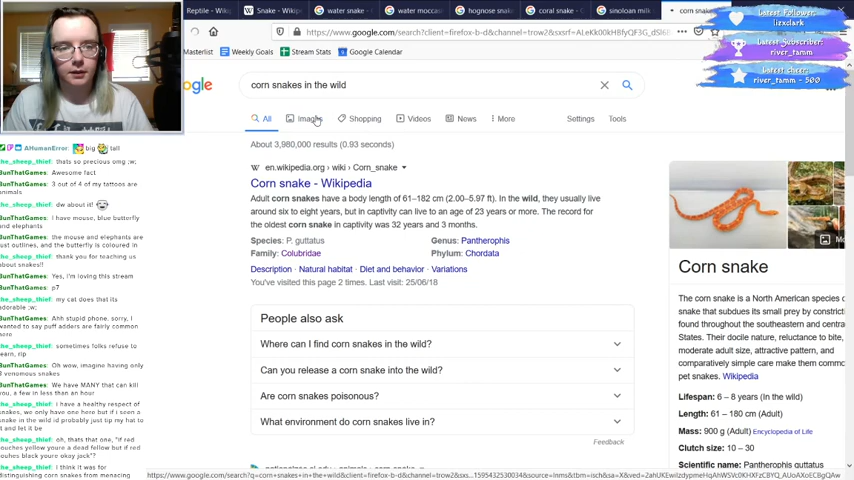 Reptile - Wiki
Snake - Wikipe
water snake -
water moccas
hognose snake
coral snake -
sinoloan milk
corn snakes
https://www.google.com/search?client=firefox-b-d&channel=trow2&sxsrf=
Latest Follower:
lizxclark
Latest Subscriber:
river_tamm
Latest cheer:
river_tamm - 500
Masterlist
Weekly Goals
Stream Stats
Google Calendar
gle
corn snakes in the wild
All
Images
Shopping
Videos
News
More
Settings
Tools
About 3,980,000 results (0.93 seconds)
en.wikipedia.org › wiki › Corn_snake
Corn snake - Wikipedia
Adult corn snakes have a body length of 61–182 cm (2.00–5.97 ft). In the wild, they usually live
around six to eight years, but in captivity can live to an age of 23 years or more. The record for
the oldest corn snake in captivity was 32 years and 3 months.
Species: P. guttatus
Genus: Pantherophis
Family: Colubridae
Phylum: Chordata
Description · Natural habitat · Diet and behavior · Variations
You've visited this page 2 times. Last visit: 25/06/18
People also ask
Where can I find corn snakes in the wild?
Can you release a corn snake into the wild?
Are corn snakes poisonous?
What environment do corn snakes live in?
Feedback
Mo
Corn snake
The corn snake is a North American species o
snake that subdues its small prey by constricti
found throughout the southeastern and centra
States. Their docile nature, reluctance to bite,
moderate adult size, attractive pattern, and
comparatively simple care make them commo
pet snakes. Wikipedia
Lifespan: 6 – 8 years (In the wild)
Length: 61 – 180 cm (Adult)
Mass: 900 g (Adult) Encyclopedia of Life
Clutch size: 10 – 30
Scientific name: Pantherophis guttatus
AHumanError: big tall
he_sheep_thief: thats so precious omg ;w;
BunThatGames: Awesome fact
BunThatGames: 3 out of 4 of my tattoos are
animals
he_sheep_thief: dw about it!
BunThatGames: I have mouse, blue butterfly
and elephants
BunThatGames: the mouse and elephants are
just outlines, and the butterfly is coloured in
he_sheep_thief: thank you for teaching us
about snakes!!
BunThatGames: Yes, i'm loving this stream
BunThatGames: p7
he_sheep_thief: my cat does that its
adorable ;w;
BunThatGames: Ahh stupid phone. sorry, I
wanted to say puff adders are fairly common
here
he_sheep_thief: sometimes folks refuse to
earn, rip
BunThatGames: Oh wow, imagine having only
3 venomous snakes
BunThatGames: We have MANY that can kill
you, a few in less than an hour
he_sheep_thief: i have a healthy respect of
snakes, we only have one here but if i seen a
snake in the wild id probably just tip my hat to
it and let it be
he_sheep_thief: oh, thats that one, "if red
touches yellow youre a dead fellow but if red
touches black youre okay jack"?
he_sheep_thief: I think it was for
distinguishing corn snakes from menacing